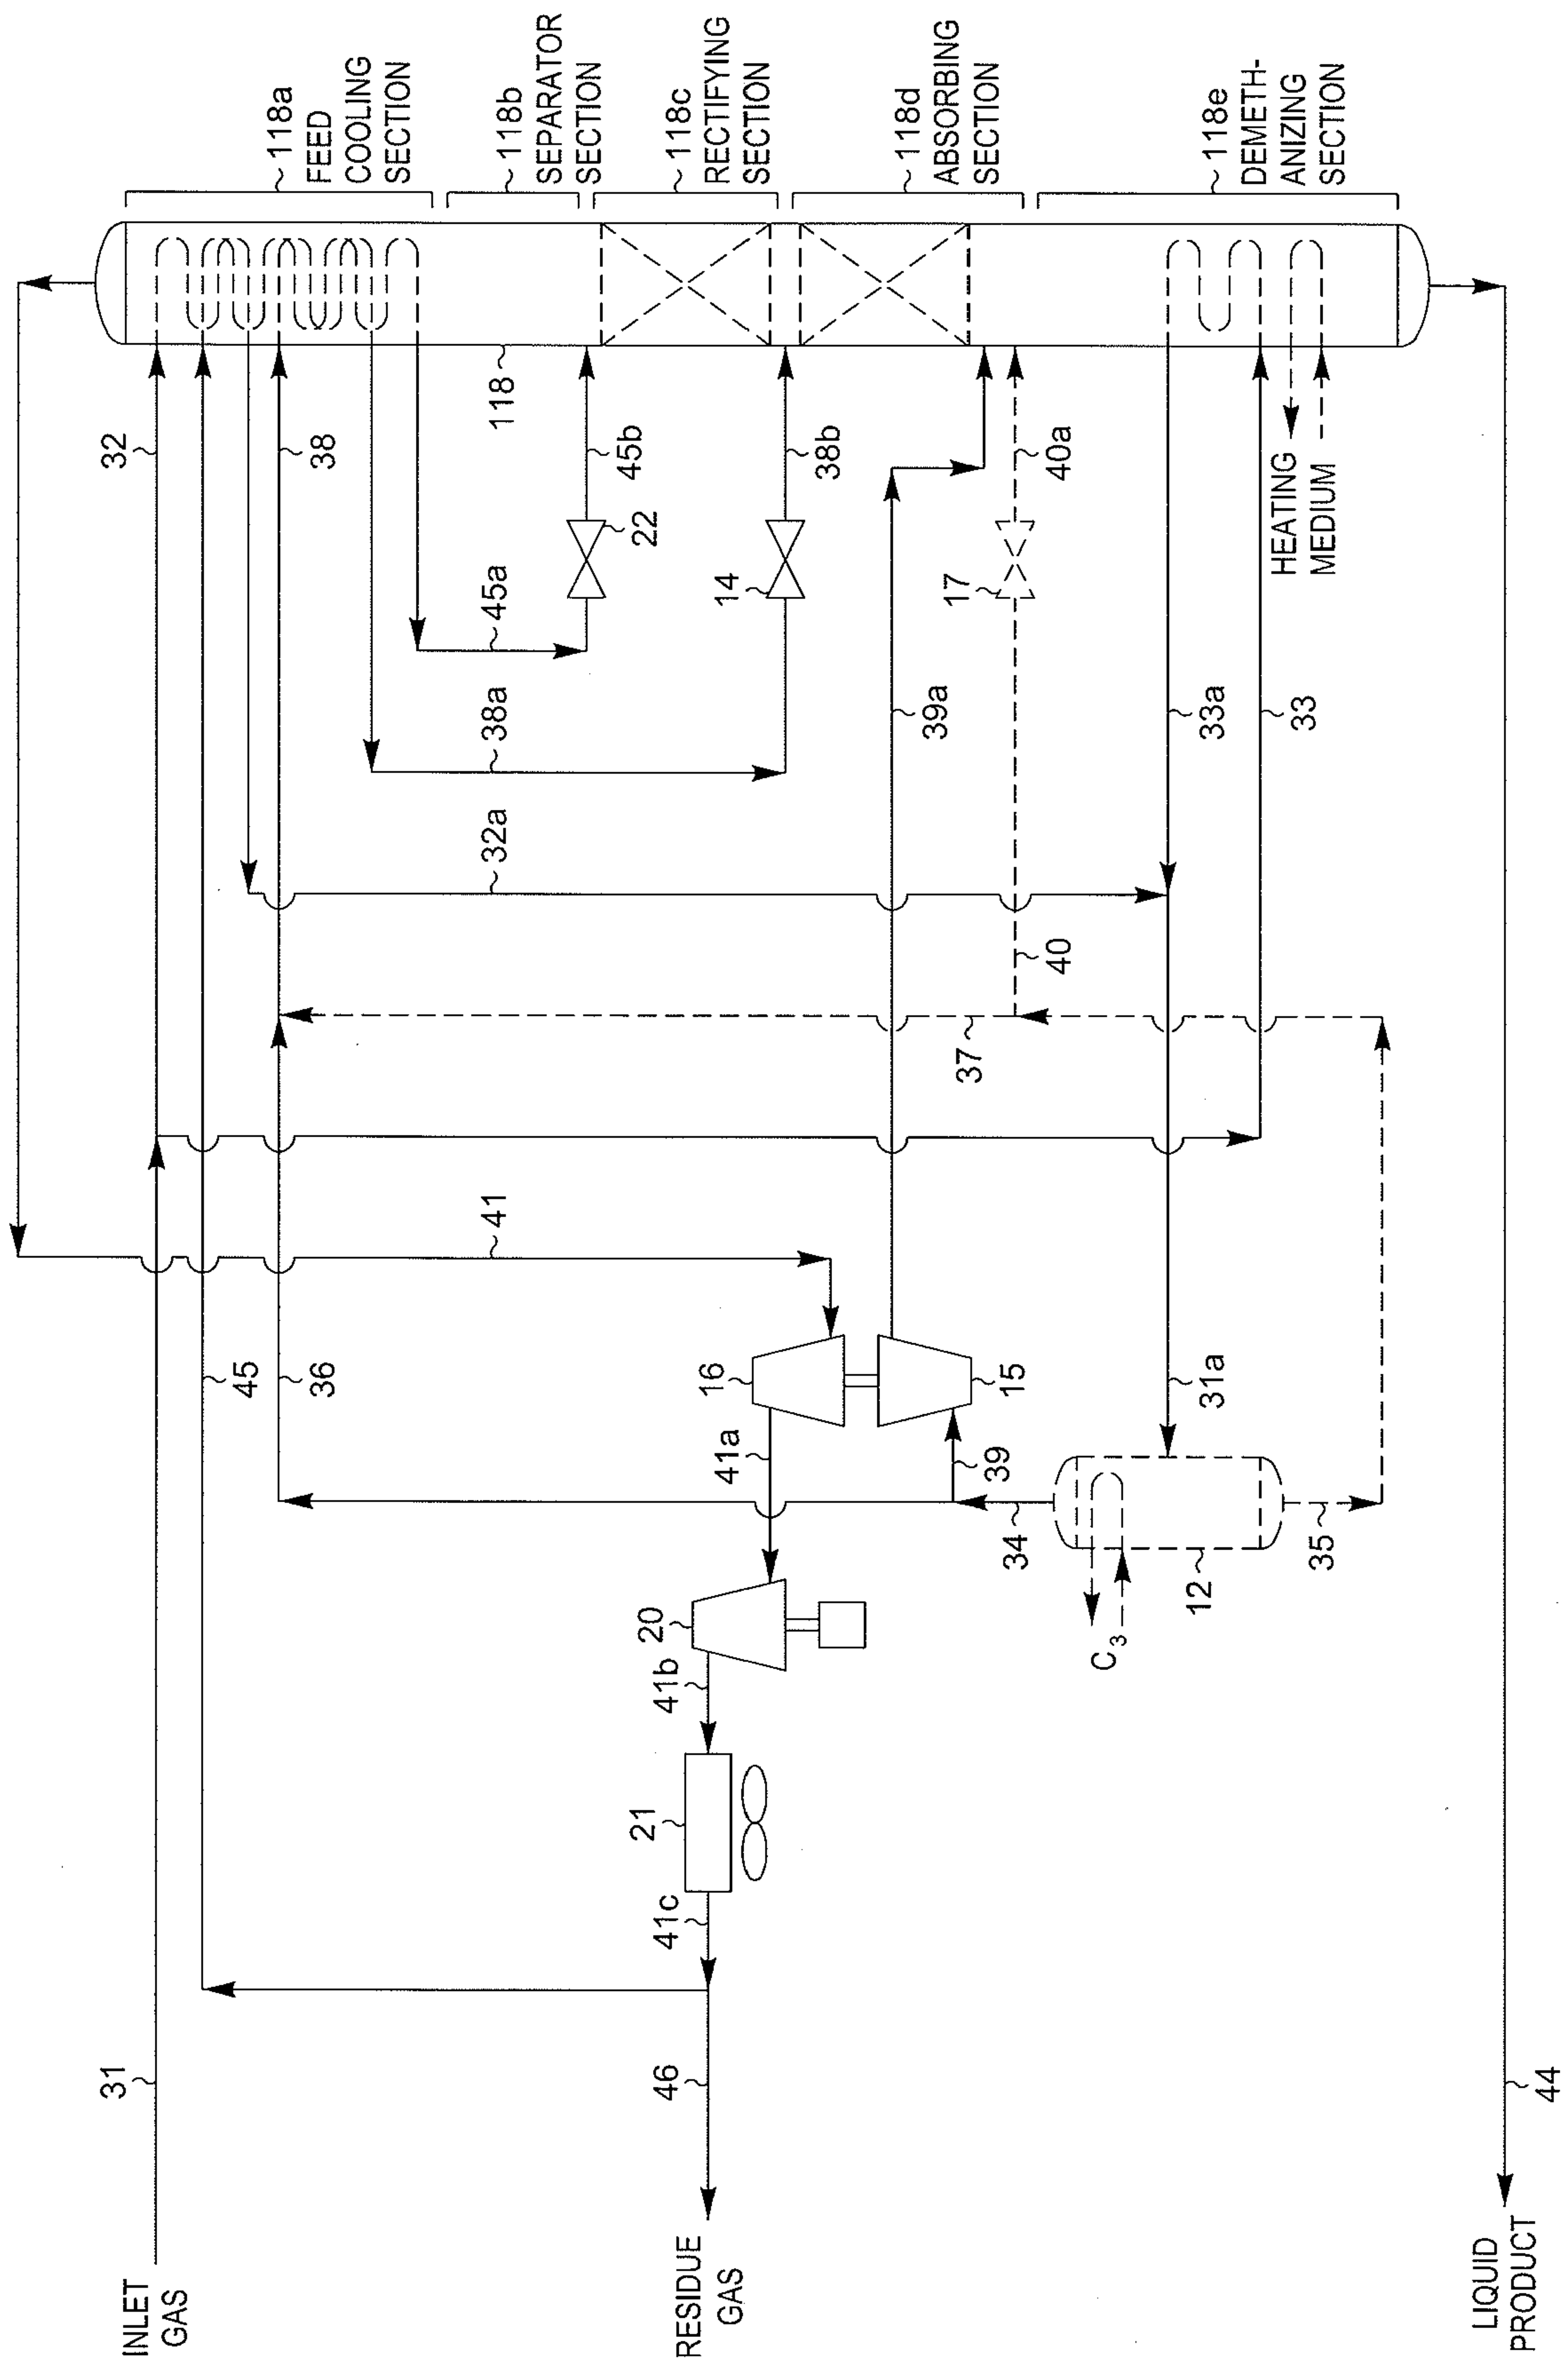 INLET
GAS
31
32
45
36
38
41
118
118a
FEED
COOLING
SECTION
118b
SEPARATOR
SECTION
118c
RECTIFYING
SECTION
118d
ABSORBING
SECTION
118e
DEMETH-
ANIZING
SECTION
45a
45b
22
38a
38b
14
32a
39a
40a
17
40
37
33a
33
HEATING
MEDIUM
16
15
41a
39
34
31a
12
35
C3
20
41b
21
41c
46
RESIDUE
GAS
44
LIQUID
PRODUCT